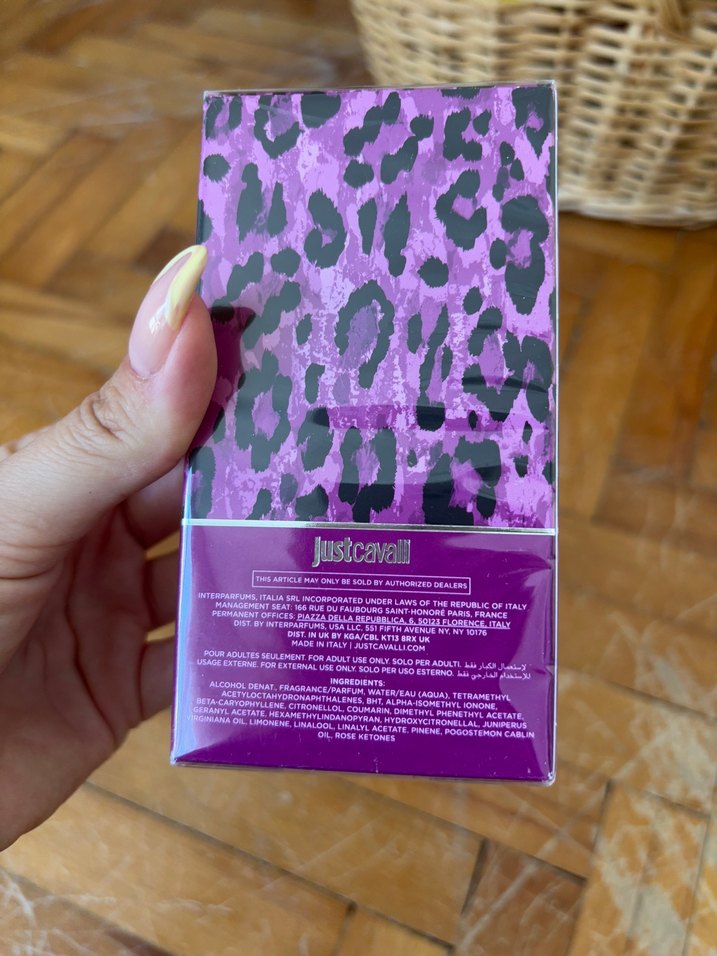 justcavalli
THIS ARTICLE MAY ONLY BE SOLD BY AUTHORIZED DEALERS
INTERPARFUMS, ITALIA SRL INCORPORATED UNDER LAWS OF THE REPUBLIC OF ITALY
MANAGEMENT SEAT: 166 RUE DU FAUBOURG SAINT-HONORÉ PARIS, FRANCE
PERMANENT OFFICES: PIAZZA DELLA REPUBBLICA, 6, 50123 FLORENCE, ITALY
DIST. BY INTERPARFUMS, USA LLC. 551 FIFTH AVENUE NY, NY 10176
DIST. IN UK BY KGA/CBL KT13 8RX UK
MADE IN ITALY | JUSTCAVALLI.COM
POUR ADULTES SEULEMENT. FOR ADULT USE ONLY. SOLO PER ADULTI. لاستعمال الكبار فقط.
USAGE EXTERNE. FOR EXTERNAL USE ONLY. SOLO PER USO ESTERNO. للاستخدام الخارجي فقط.
INGREDIENTS:
ALCOHOL DENAT., FRAGRANCE/PARFUM, WATER/EAU (AQUA), TETRAMETHYL
ACETYLOCTAHYDRONAPHTHALENES, BHT, ALPHA-ISOMETHYL IONONE,
BETA-CARYOPHYLLENE, CITRONELLOL, COUMARIN, DIMETHYL PHENETHYL ACETATE,
GERANYL ACETATE, HEXAMETHYLINDANOPYRAN, HYDROXYCITRONELLAL, JUNIPERUS
VIRGINIANA OIL, LIMONENE, LINALOOL, LINALYL ACETATE, PINENE, POGOSTEMON CABLIN
OIL, ROSE KETONES